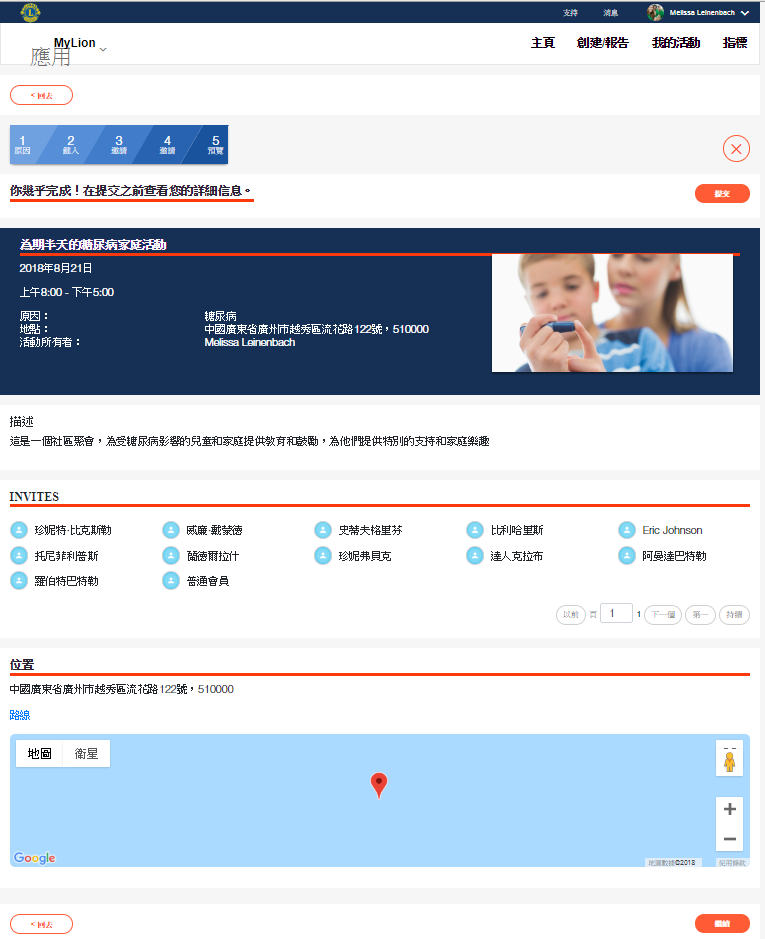 支持 消息 Melissa Leinenbach
MyLion
應用
主頁 創建/報告 我的活動 指標
< 回去
1 2 3 4 5
原因 載入 邀請 邀請 預覽
你幾乎完成！在提交之前查看您的詳細信息。
提交
為期半天的糖尿病家庭活動
2018年8月21日
上午8:00 - 下午5:00
原因： 糖尿病
地點： 中國廣東省廣州市越秀區流花路122號，510000
活動所有者： Melissa Leinenbach
描述
這是一個社區聚會，為受糖尿病影響的兒童和家庭提供教育和鼓勵，為他們提供特別的支持和家庭樂趣
INVITES
珍妮特·比克斯勒 威廉·戴蒙德 史蒂夫格里芬 比利哈里斯 Eric Johnson
托尼菲利普斯 蘭德爾拉什 珍妮弗貝克 達人克拉布 阿曼達巴特勒
羅伯特巴特勒 普通會員
以前 頁 1 1 下一個 第一 持續
位置
中國廣東省廣州市越秀區流花路122號，510000
路線
地圖 衛星
Google
地圖數據©2018 使用條款
< 回去
繼續